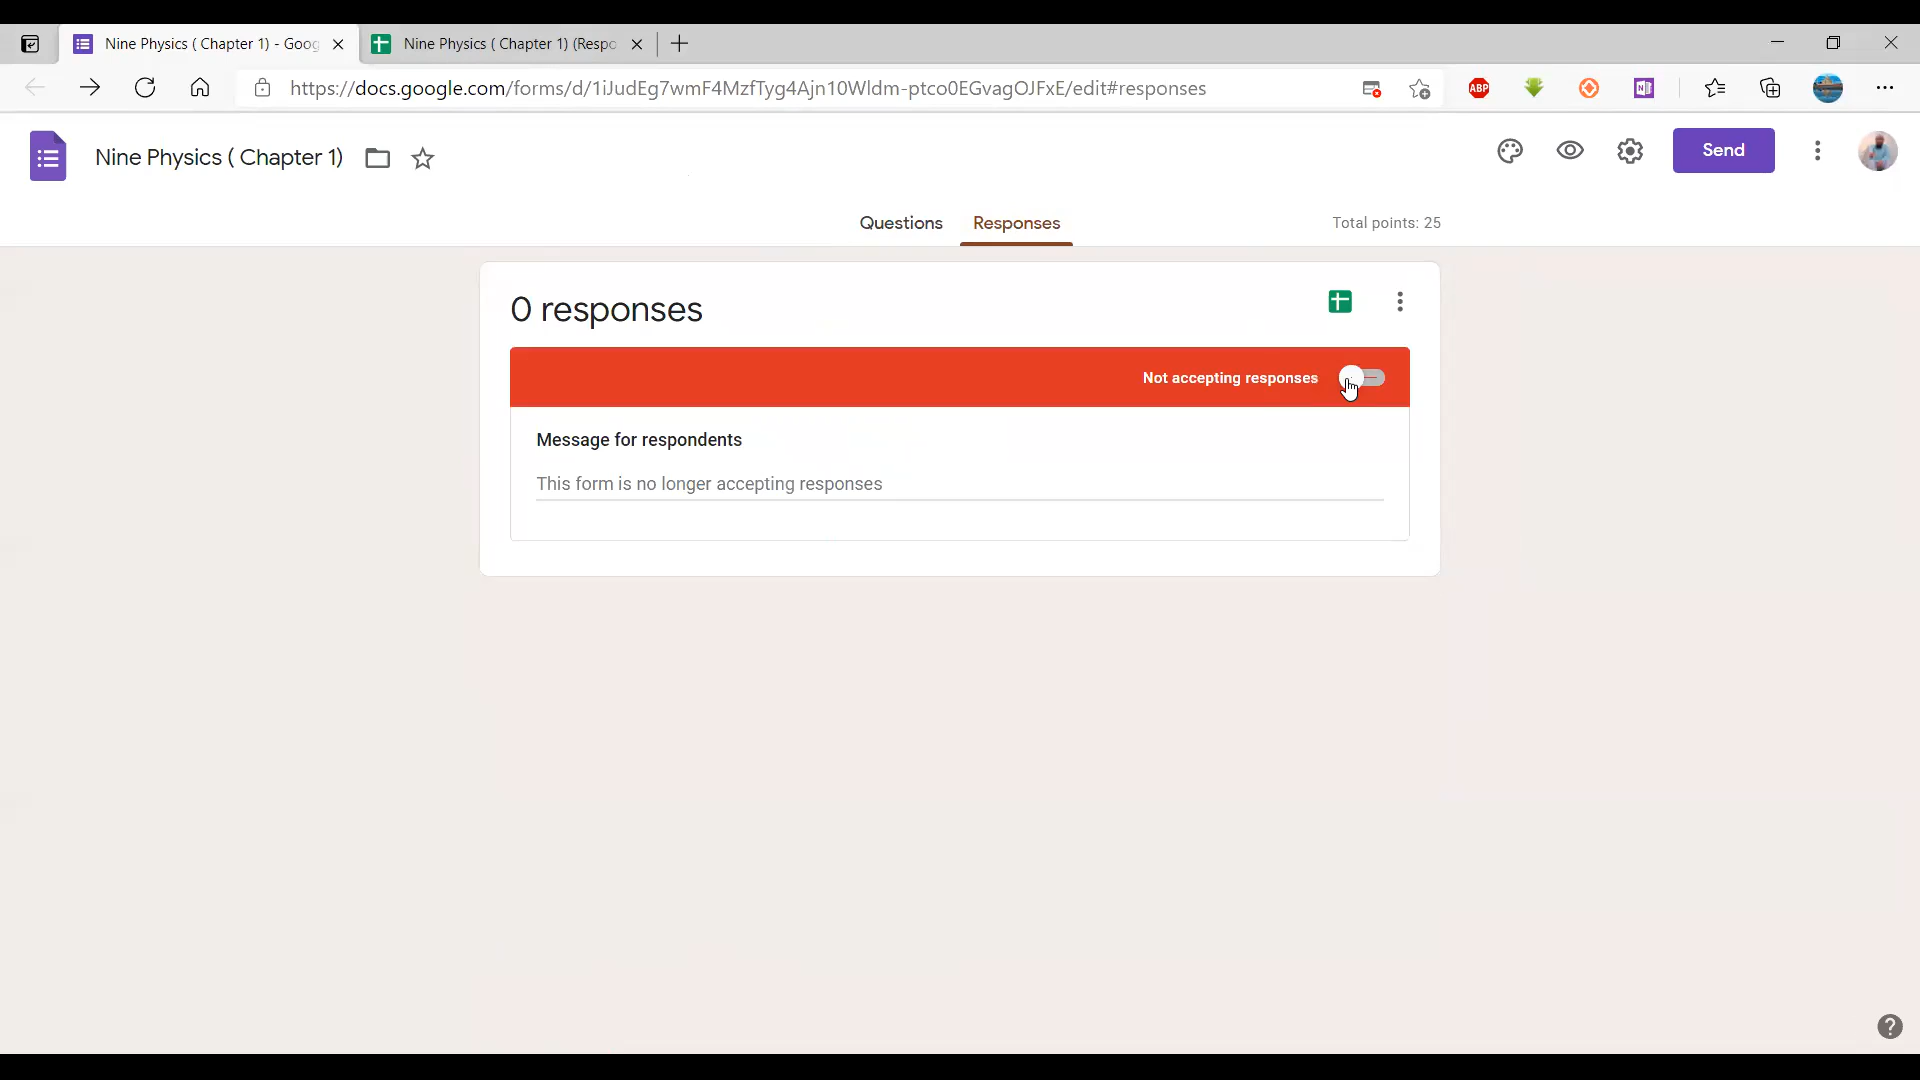 Nine Physics ( Chapter 1) - Goog
Nine Physics ( Chapter 1) (Respo
https://docs.google.com/forms/d/1iJudEg7wmF4MzfTyg4Ajn10Wldm-ptco0EGvagOJFxE/edit#responses
ABP
N
Nine Physics ( Chapter 1)
Send
Questions
Responses
Total points: 25
0 responses
Not accepting responses
Message for respondents
This form is no longer accepting responses